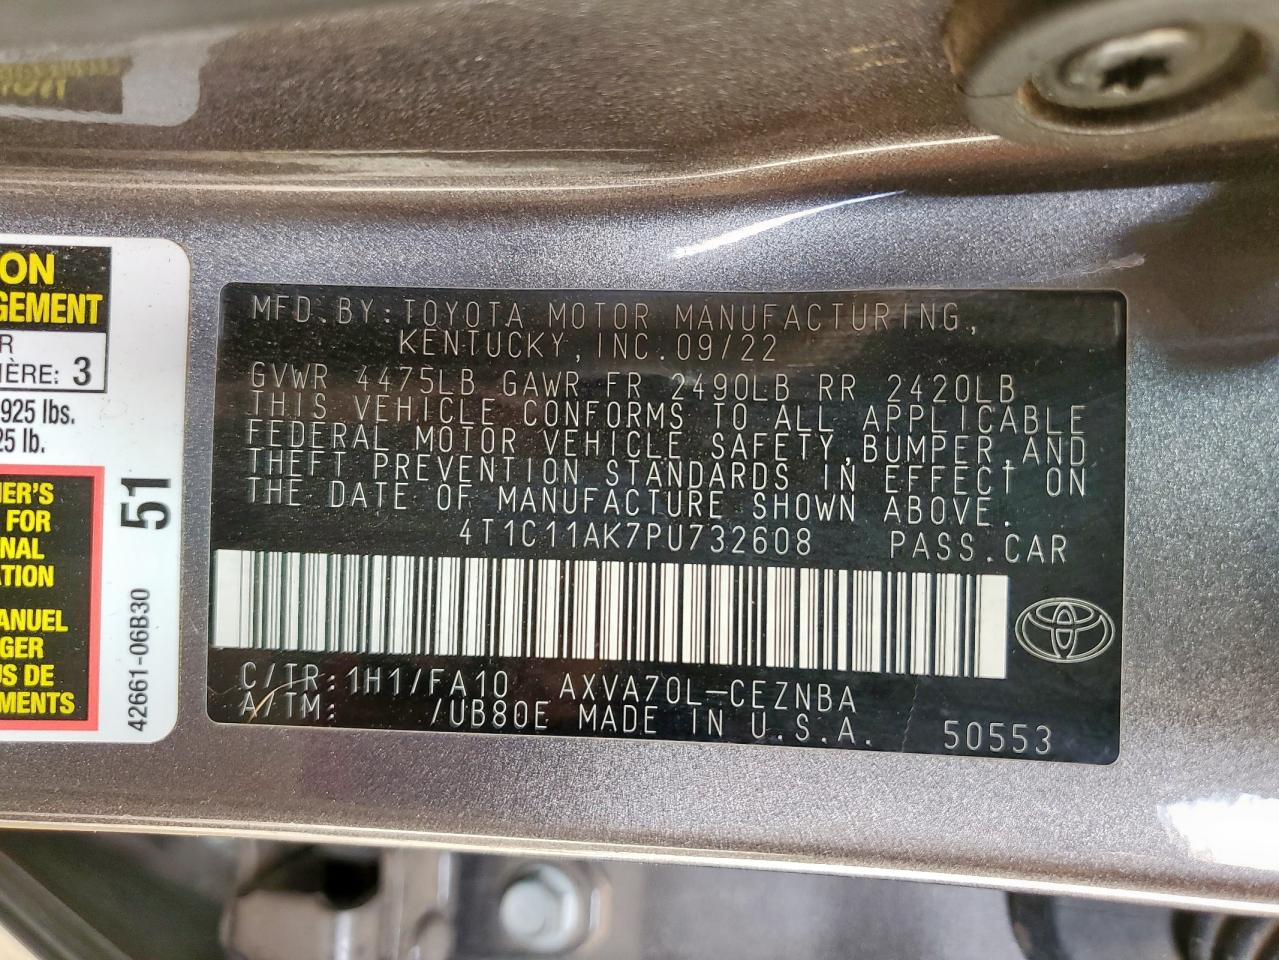 ON
GEMENT
R
IÈRE: 3
925 lbs.
25 lb.
ER'S
FOR
NAL
ATION
ANUEL
GER
US DE
MENTS
51
42661-06B30
MFD.BY:TOYOTA MOTOR MANUFACTURING,
KENTUCKY,INC.09/22
GVWR 4475LB GAWR FR 2490LB RR 2420LB
THIS VEHICLE CONFORMS TO ALL APPLICABLE
FEDERAL MOTOR VEHICLE SAFETY,BUMPER,AND
THEFT PREVENTION STANDARDS IN EFFECT ON
THE DATE OF MANUFACTURE SHOWN ABOVE.
4T1C11AK7PU732608 PASS.CAR
C/TR:1H1/FA10 AXVA70L-CEZNBA
A/TM: /UB80E MADE IN U.S.A. 50553